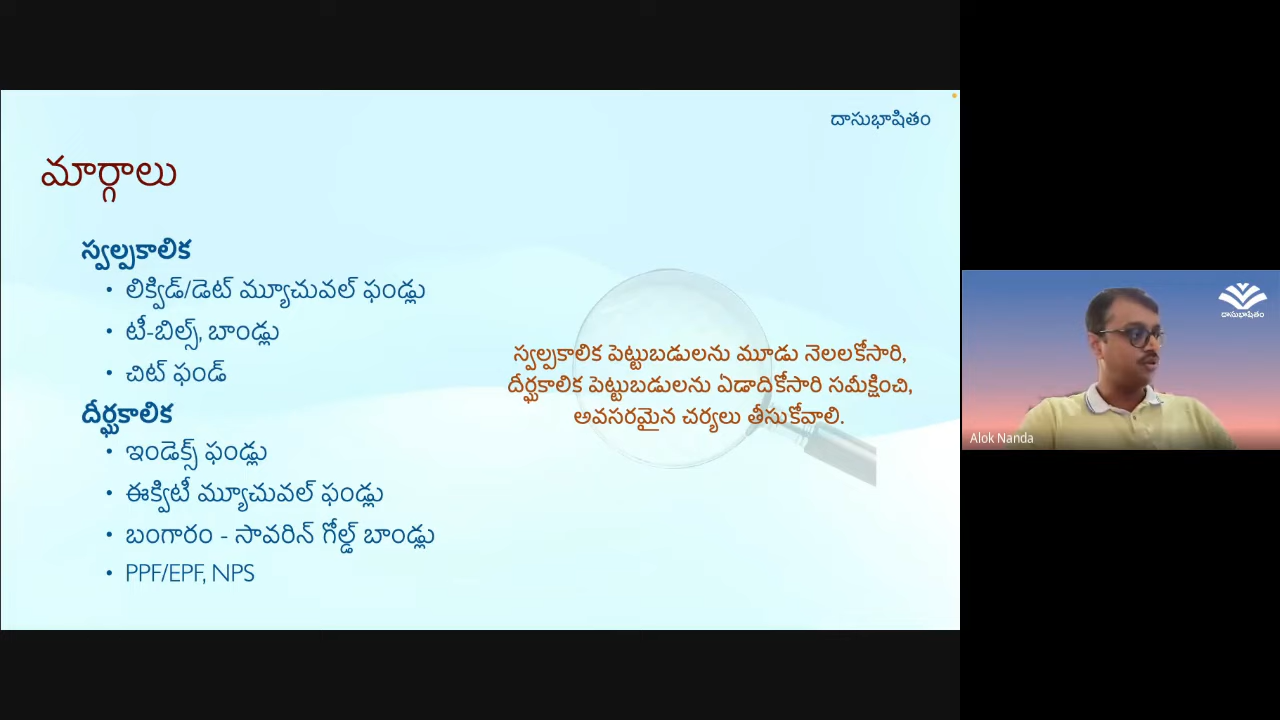 దాసుభాషితం
మార్గాలు
స్వల్పకాలిక
• లిక్విడ్/డెట్ మ్యూచువల్ ఫండ్లు
• టీ-బిల్స్, బాండ్లు
• చిట్ ఫండ్
దీర్ఘకాలిక
• ఇండెక్స్ ఫండ్లు
• ఈక్విటీ మ్యూచువల్ ఫండ్లు
• బంగారం - సావరిన్ గోల్డ్ బాండ్లు
• PPF/EPF, NPS
స్వల్పకాలిక పెట్టుబడులను మూడు నెలలకోసారి,
దీర్ఘకాలిక పెట్టుబడులను ఏడాదికోసారి సమీక్షించి,
అవసరమైన చర్యలు తీసుకోవాలి.
దాసుభాషితం
Alok Nanda